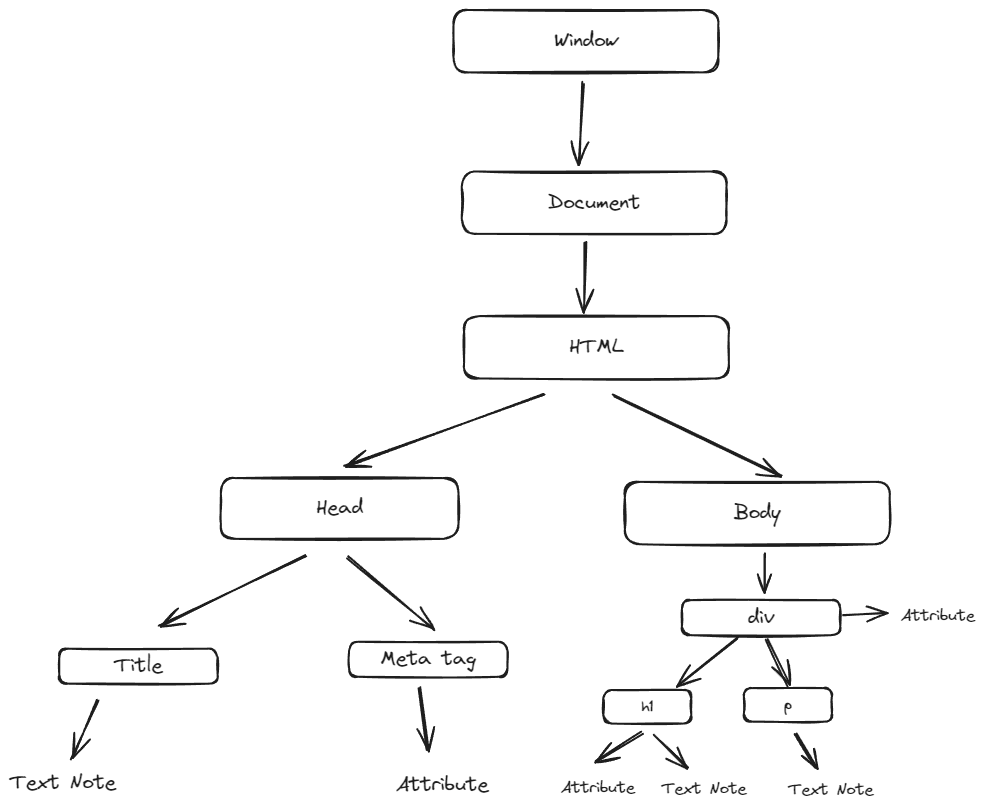 Window
Document
HTML
Head
Body
div
Attribute
Title
Meta tag
h1
p
Text Note
Attribute
Attribute
Text Note
Text Note